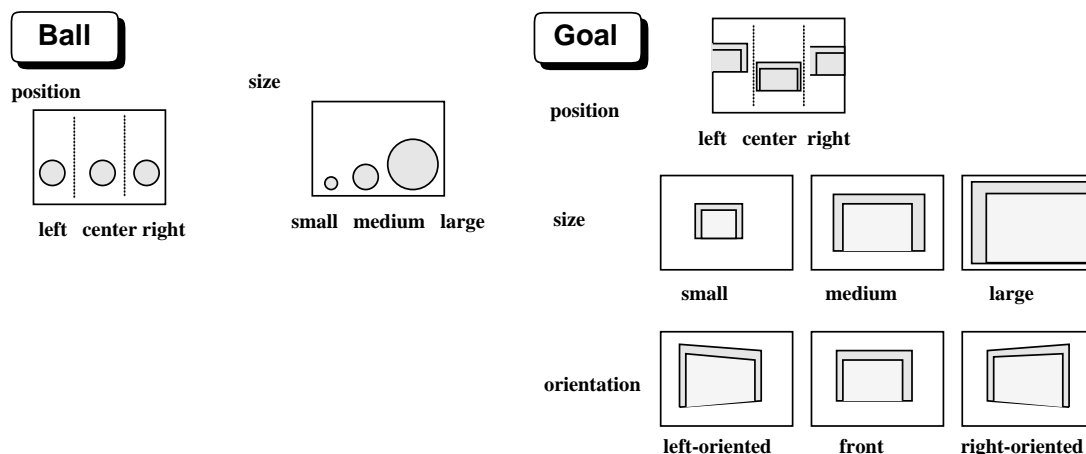 Ball
position
size
left center right
small medium large
Goal
position
left center right
size
small medium large
orientation
left-oriented front right-oriented